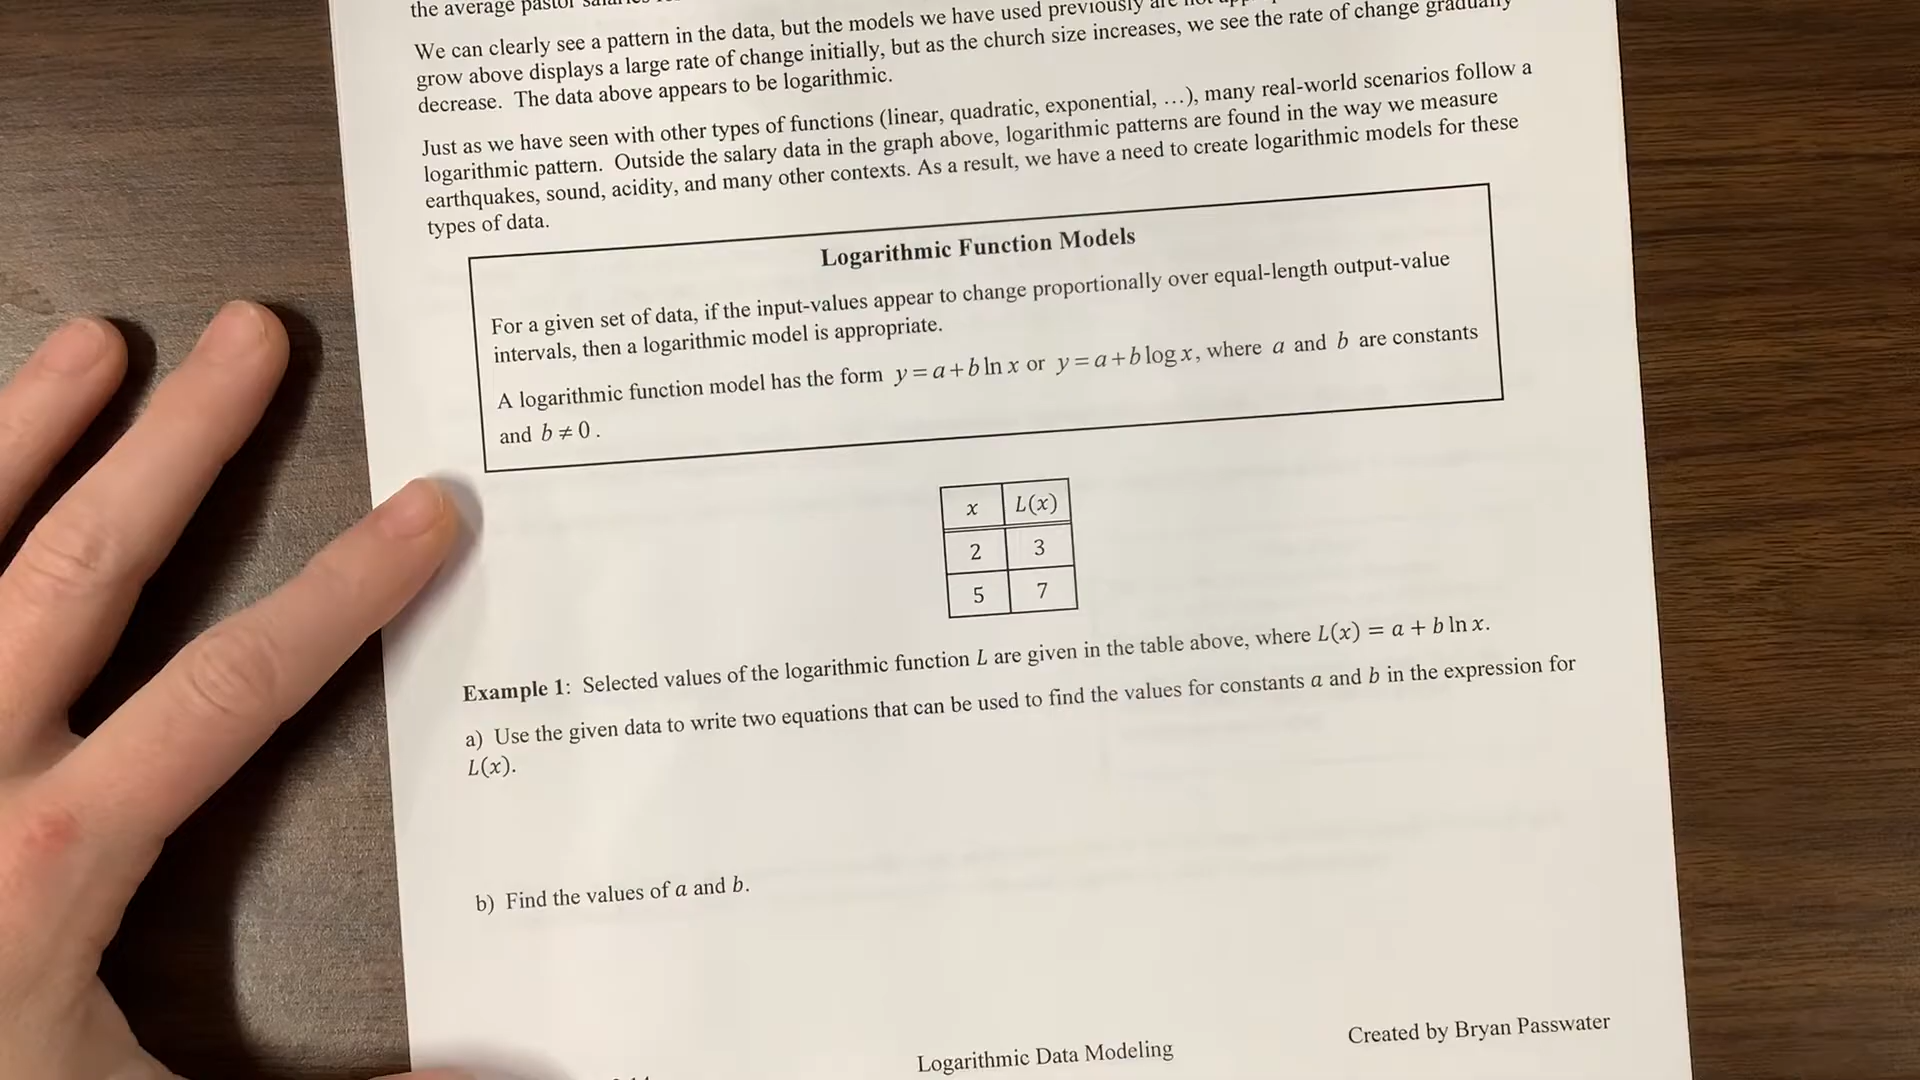 the average pastor
We can clearly see a pattern in the data, but the models we have used previously are not
grow above displays a large rate of change initially, but as the church size increases, we see the rate of change gradually
decrease. The data above appears to be logarithmic.
Just as we have seen with other types of functions (linear, quadratic, exponential, …), many real-world scenarios follow a
logarithmic pattern. Outside the salary data in the graph above, logarithmic patterns are found in the way we measure
earthquakes, sound, acidity, and many other contexts. As a result, we have a need to create logarithmic models for these
types of data.
Logarithmic Function Models
For a given set of data, if the input-values appear to change proportionally over equal-length output-value
intervals, then a logarithmic model is appropriate.
A logarithmic function model has the form y = a + b ln x or y = a + b log x, where a and b are constants
and b ≠ 0.
x L(x)
2 3
5 7
Example 1: Selected values of the logarithmic function L are given in the table above, where L(x) = a + b ln x.
a) Use the given data to write two equations that can be used to find the values for constants a and b in the expression for
L(x).
b) Find the values of a and b.
Logarithmic Data Modeling
Created by Bryan Passwater